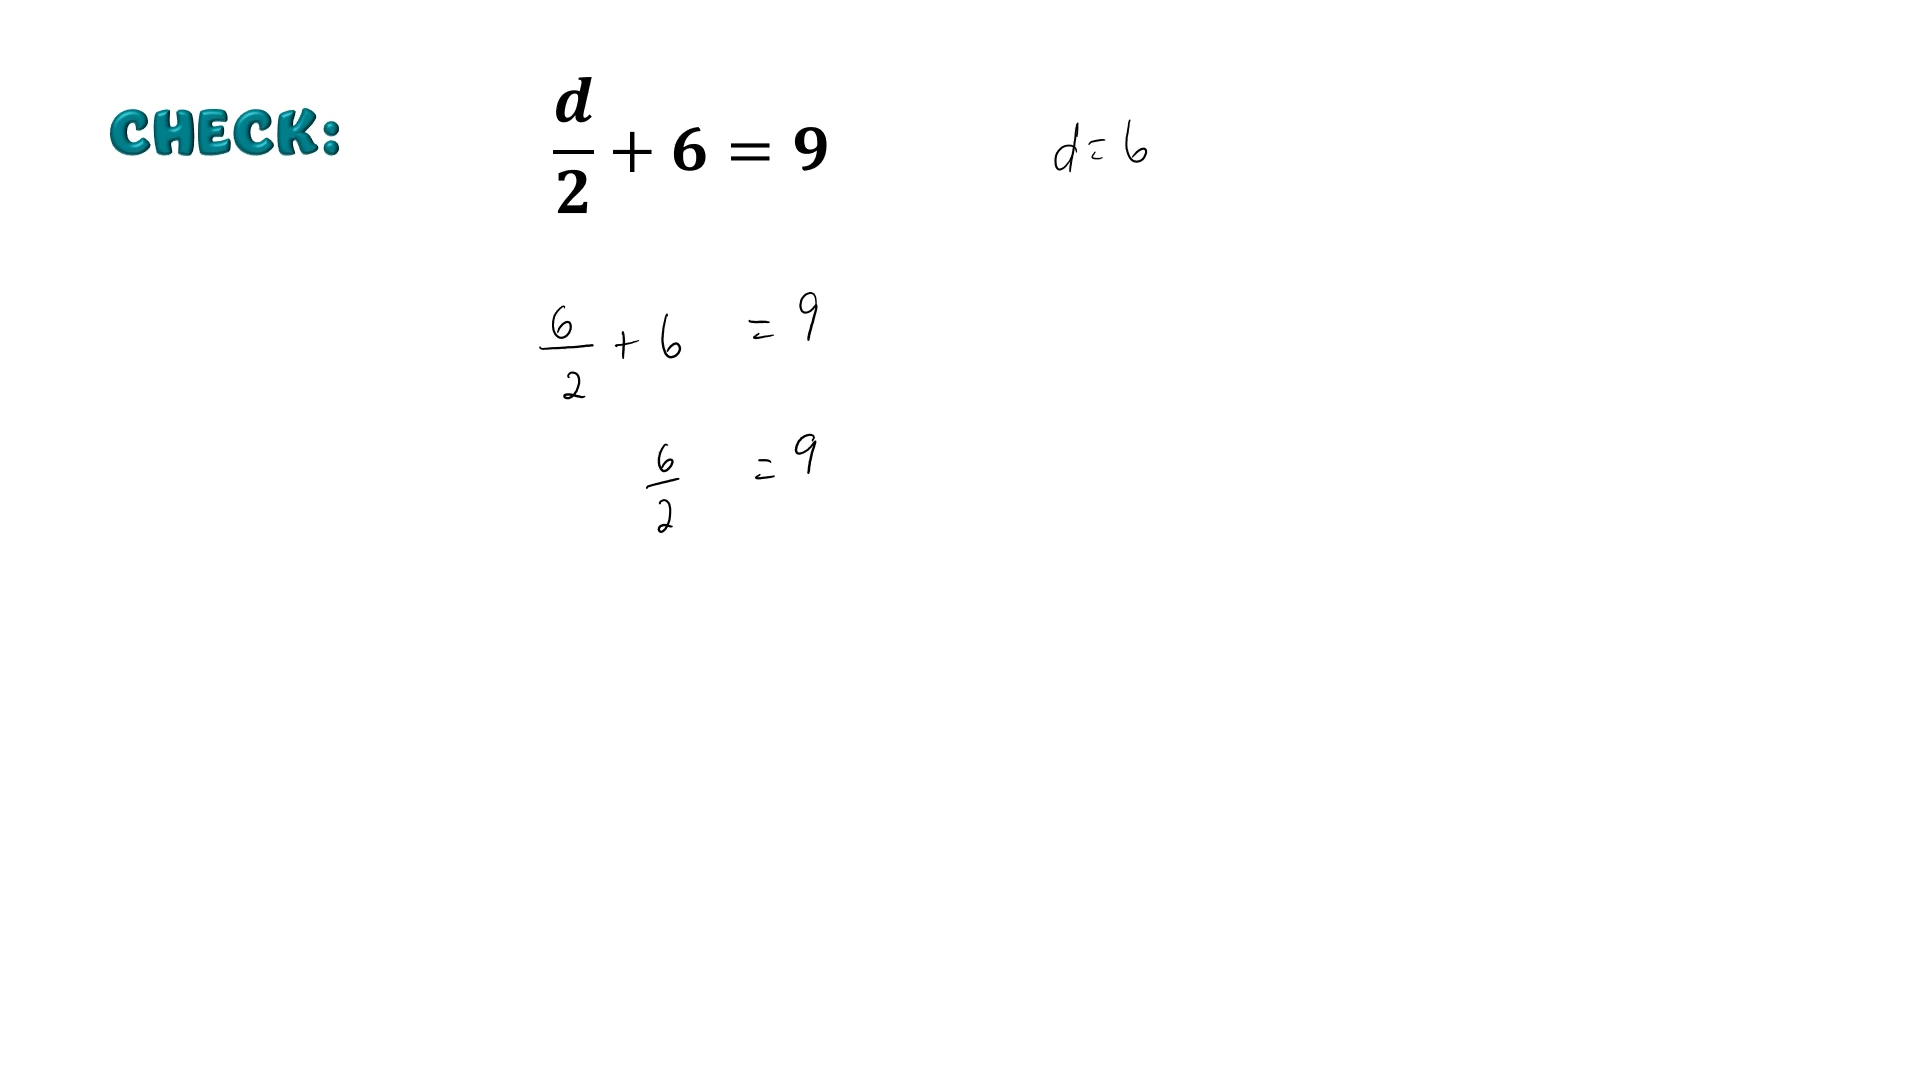 CHECK: d/2 + 6 = 9 d = 6
6/2 + 6 = 9
6/2 = 9